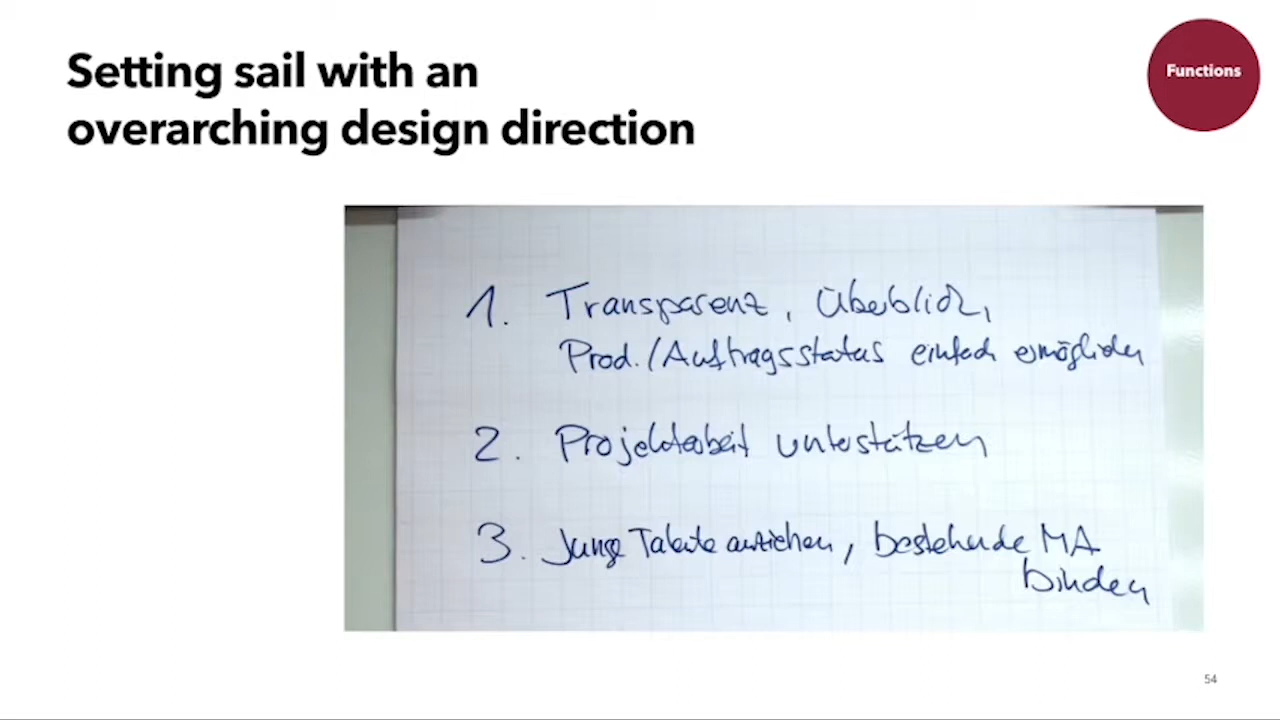 Setting sail with an
overarching design direction
Functions
1. Transparenz, Überblick,
Prod./Auftragsstatus einfach ermöglichen
2. Projektarbeit unterstützen
3. Junge Talente anziehen, bestehende MA
binden
54